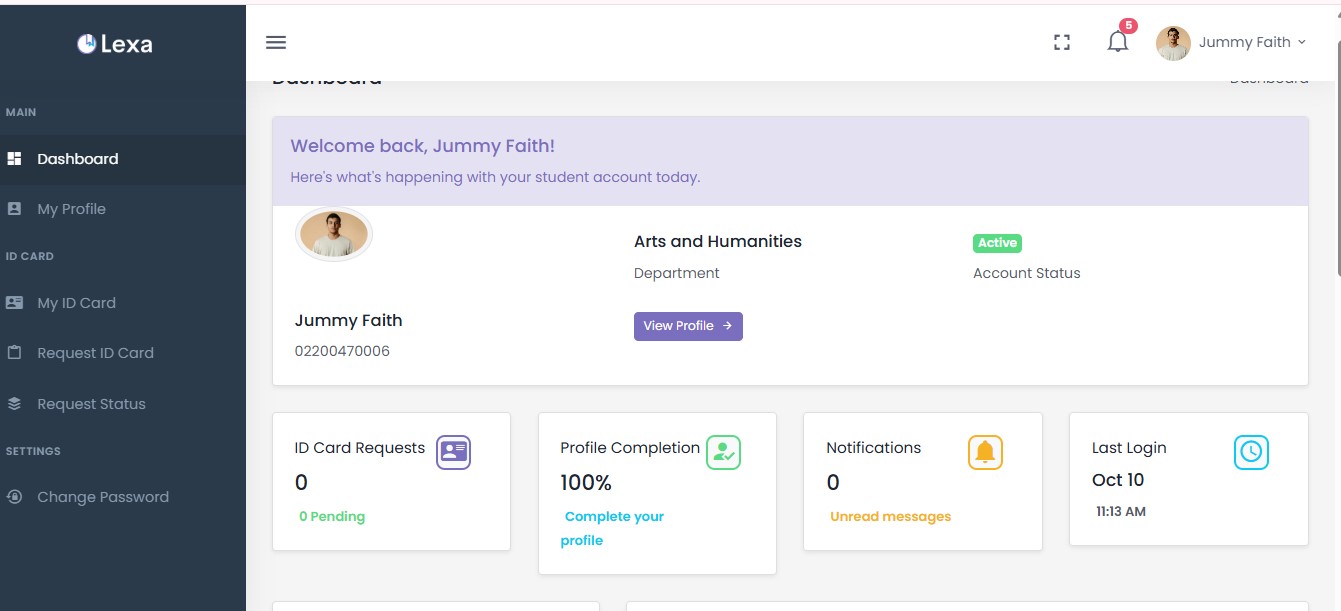 Lexa
5
Jummy Faith
Dashboard
Dashboard
MAIN
Dashboard
My Profile
ID CARD
My ID Card
Request ID Card
Request Status
SETTINGS
Change Password
Welcome back, Jummy Faith!
Here's what's happening with your student account today.
Jummy Faith
02200470006
Arts and Humanities
Department
View Profile →
Active
Account Status
ID Card Requests
0
0 Pending
Profile Completion
100%
Complete your
profile
Notifications
0
Unread messages
Last Login
Oct 10
11:13 AM